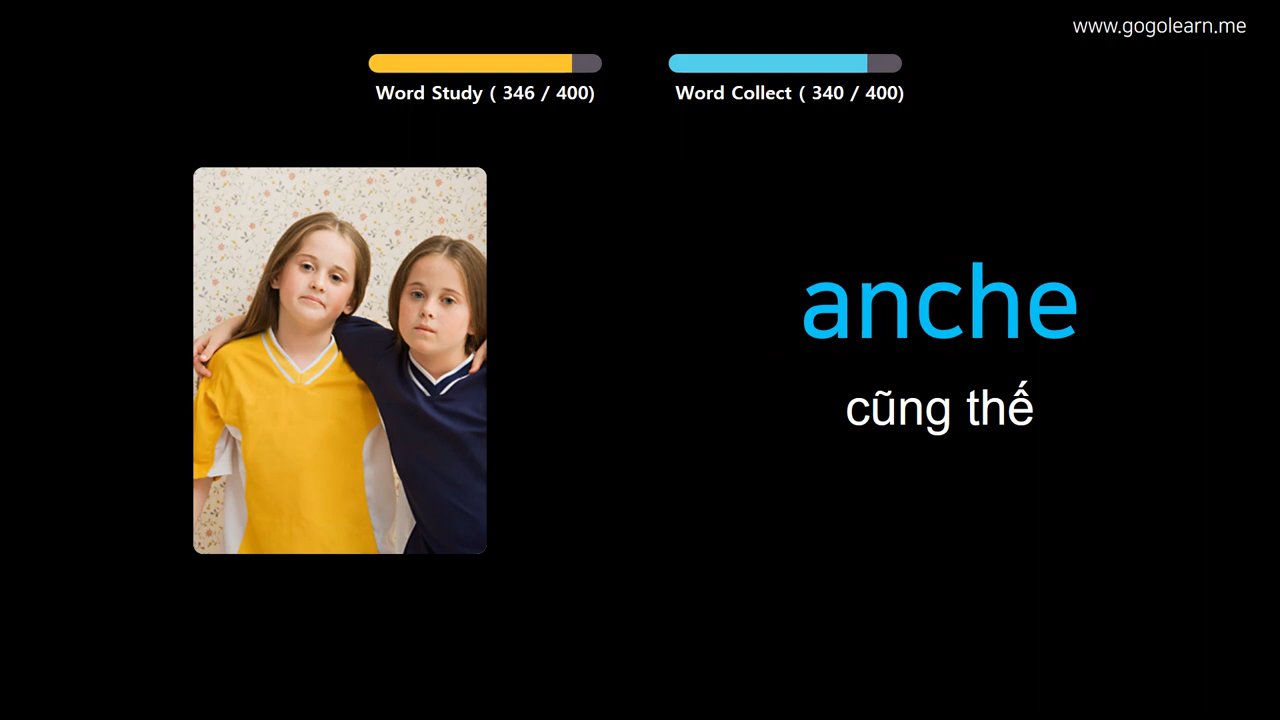 www.gogolearn.me
Word Study ( 346 / 400)
Word Collect ( 340 / 400)
anche
cũng thế